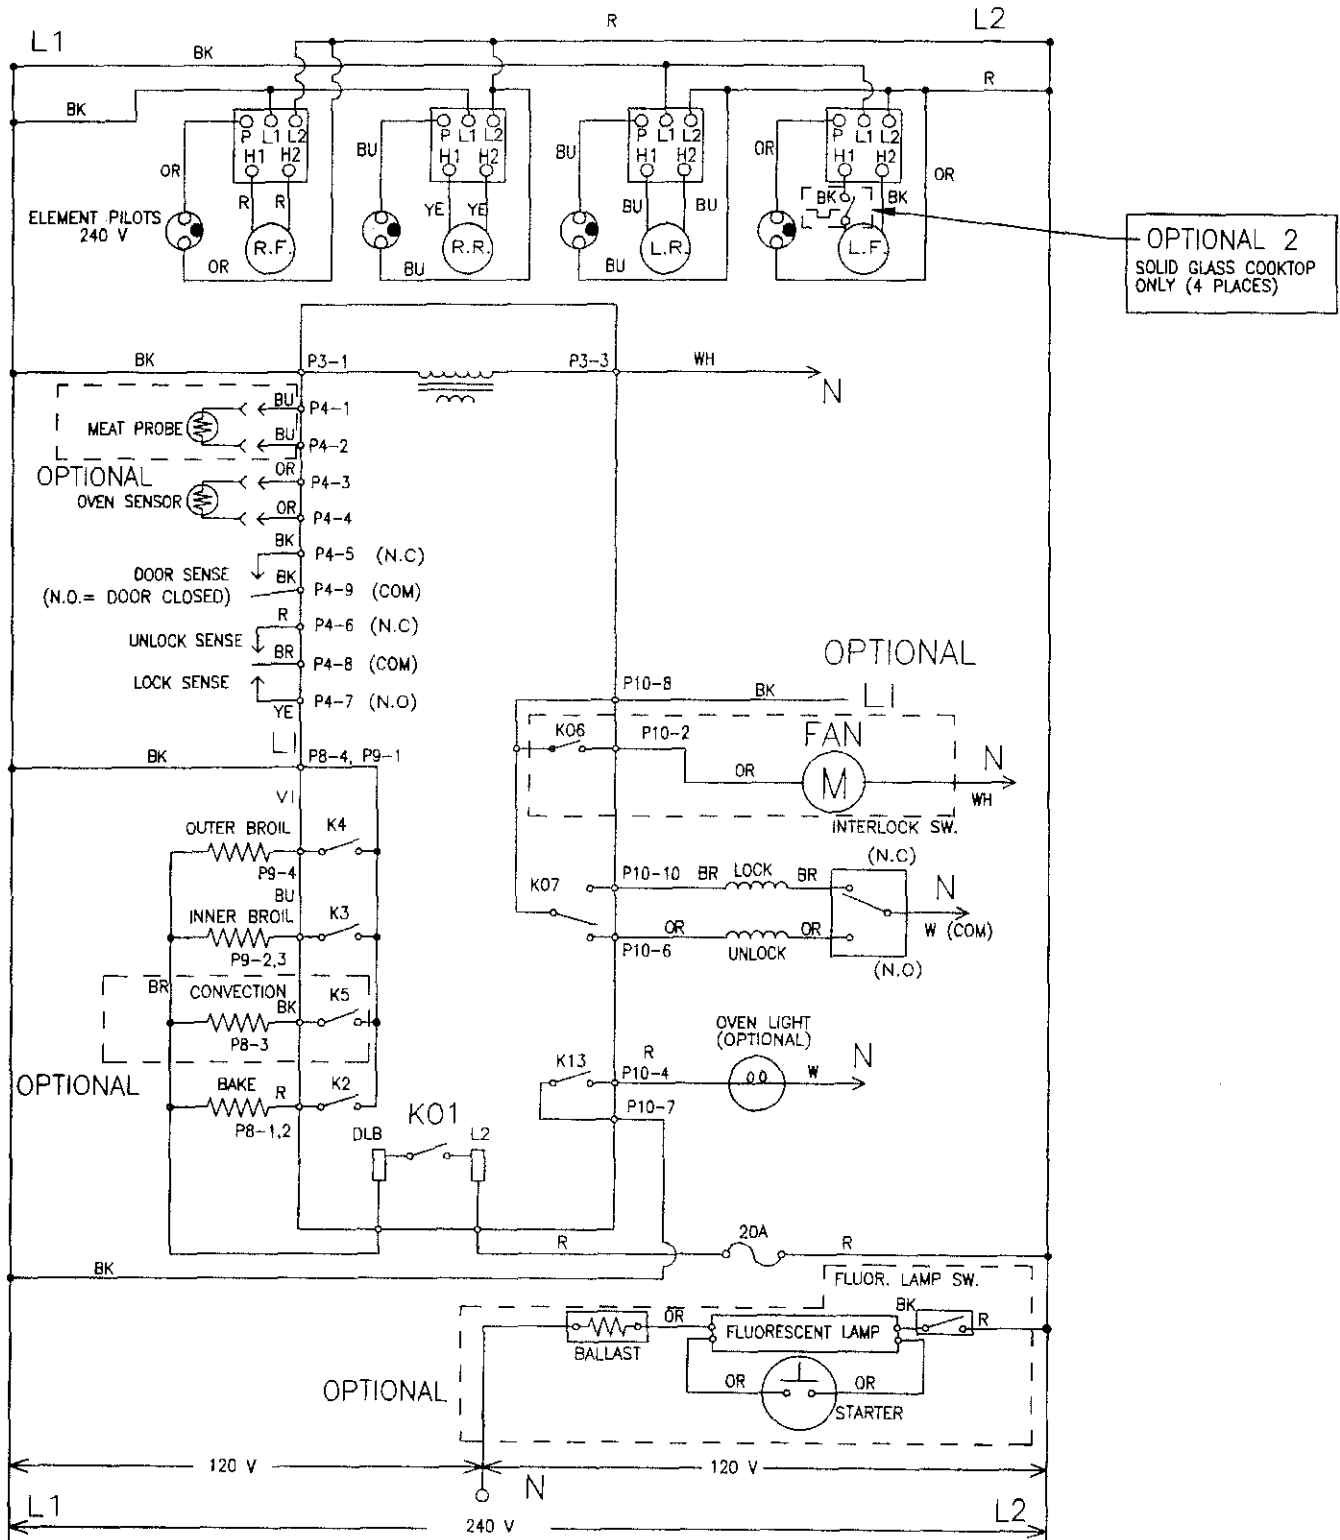 L1
R
L2
BK
R
BK
P L1 L2
H1 H2
P L1 L2
H1 H2
P L1 L2
H1 H2
P L1 L2
H1 H2
OR
BU
BU
OR
BK
BK
OR
R
R
YE
YE
BU
BU
ELEMENT PILOTS
240 V
R.F.
R.R.
L.R.
L.F.
OR
BU
BU
OR
OPTIONAL 2
SOLID GLASS COOKTOP
ONLY (4 PLACES)
BK
P3-1
P3-3
WH
N
BU
P4-1
MEAT PROBE
BU
P4-2
OPTIONAL
OR
P4-3
OVEN SENSOR
OR
P4-4
BK
P4-5 (N.C)
DOOR SENSE
(N.O.= DOOR CLOSED)
BK
P4-9 (COM)
R
P4-6 (N.C)
UNLOCK SENSE
BR
P4-8 (COM)
LOCK SENSE
P4-7 (N.O)
YE
OPTIONAL
P10-8
BK
L1
K06
P10-2
FAN
OR
M
N
WH
INTERLOCK SW.
L1
BK
P8-4, P9-1
VI
OUTER BROIL
K4
P9-4
BU
INNER BROIL
K3
P9-2,3
BR
CONVECTION
BK
K5
P8-3
OPTIONAL
BAKE
R
K2
P8-1,2
(N.C)
K07
P10-10
BR
LOCK
BR
N
W (COM)
OR
OR
P10-6
UNLOCK
(N.O)
OVEN LIGHT
(OPTIONAL)
K13
R
P10-4
W
N
P10-7
KO1
DLB
L2
R
20A
R
BK
FLUOR. LAMP SW.
BK
R
OR
FLUORESCENT LAMP
BALLAST
OPTIONAL
OR
OR
STARTER
120 V
120 V
N
L1
L2
240 V